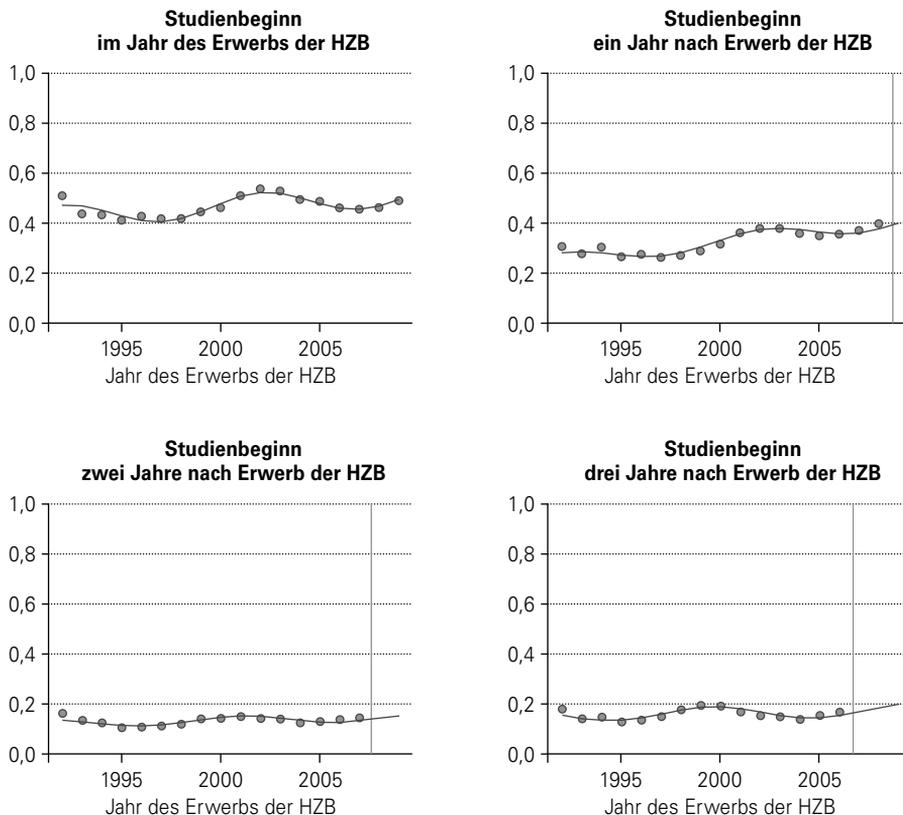 Studienbeginn
im Jahr des Erwerbs der HZB
1,0
0,8
0,6
0,4
0,2
0,0
1995 2000 2005
Jahr des Erwerbs der HZB
Studienbeginn
ein Jahr nach Erwerb der HZB
1,0
0,8
0,6
0,4
0,2
0,0
1995 2000 2005
Jahr des Erwerbs der HZB
Studienbeginn
zwei Jahre nach Erwerb der HZB
1,0
0,8
0,6
0,4
0,2
0,0
1995 2000 2005
Jahr des Erwerbs der HZB
Studienbeginn
drei Jahre nach Erwerb der HZB
1,0
0,8
0,6
0,4
0,2
0,0
1995 2000 2005
Jahr des Erwerbs der HZB